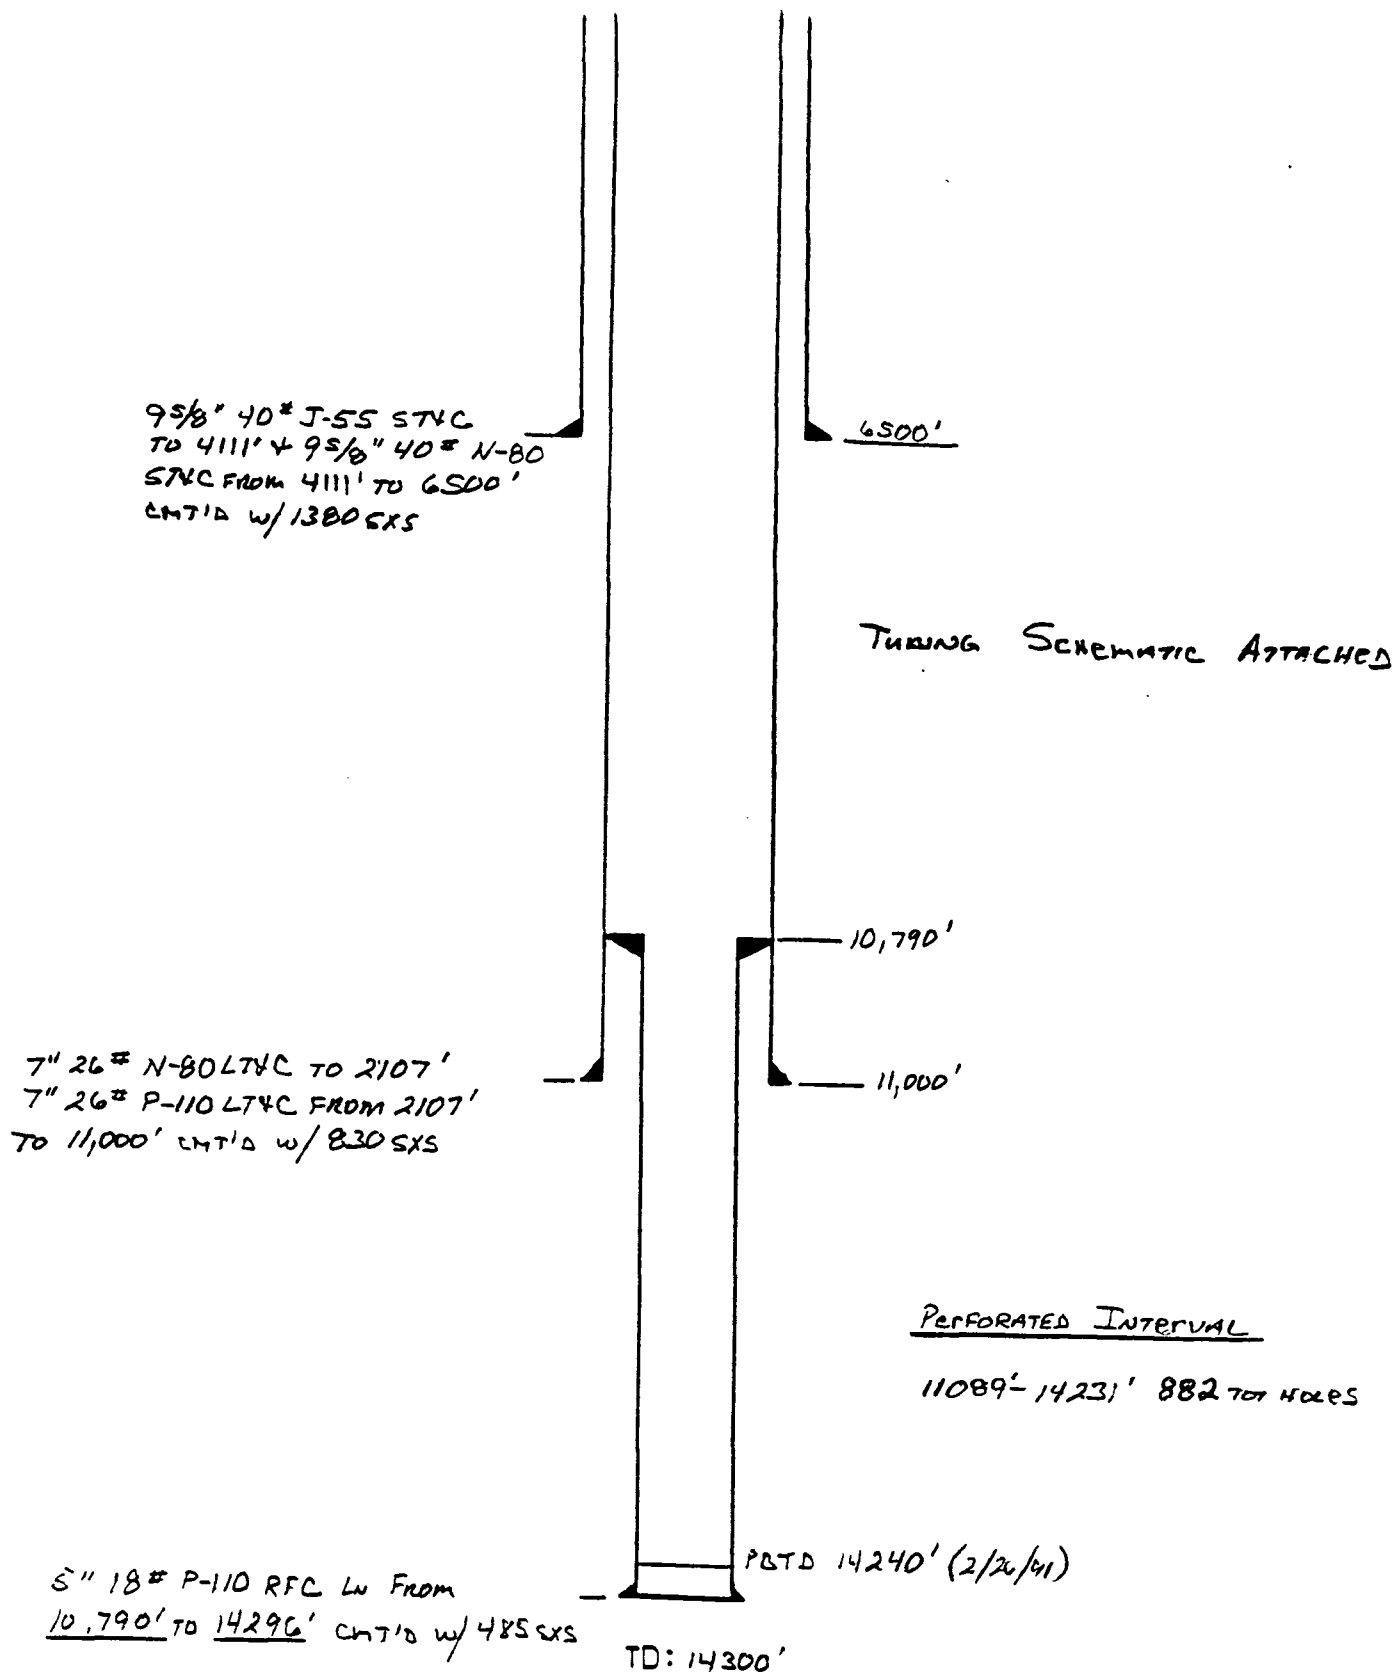 9 5/8" 40# J-55 ST&C
TO 4111' & 9 5/8" 40# N-80
ST&C FROM 4111' TO 6500'
CMT'D W/ 1380 SXS
6500'
TUBING SCHEMATIC ATTACHED
10,790'
7" 26# N-80 LT&C TO 2107'
7" 26# P-110 LT&C FROM 2107'
TO 11,000' CMT'D W/ 830 SXS
11,000'
PERFORATED INTERVAL
11089'-14231' 882 TOT HOLES
PBTD 14240' (2/26/91)
5" 18# P-110 RFC LN FROM
10,790' TO 14296' CMT'D W/ 485 SXS
TD: 14300'